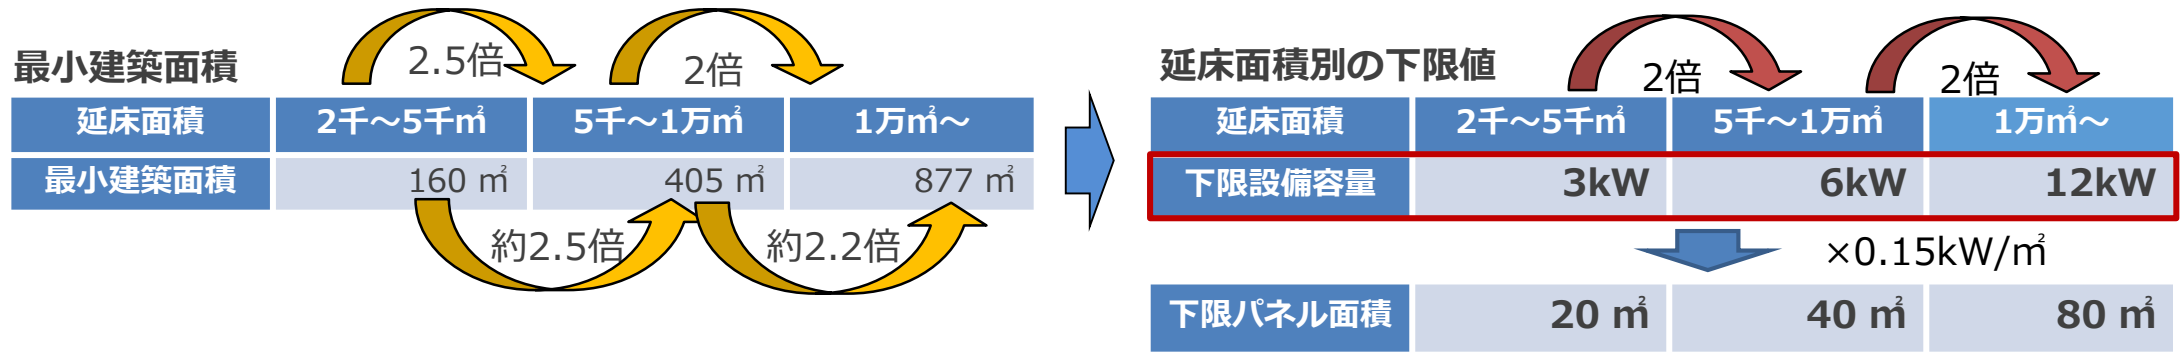 最小建築面積
2.5倍
2倍
延床面積 2千～5千㎡ 5千～1万㎡ 1万㎡～
最小建築面積 160 ㎡ 405 ㎡ 877 ㎡
約2.5倍
約2.2倍
延床面積別の下限値
2倍
2倍
延床面積 2千～5千㎡ 5千～1万㎡ 1万㎡～
下限設備容量 3kW 6kW 12kW
×0.15kW/㎡
下限パネル面積 20 ㎡ 40 ㎡ 80 ㎡